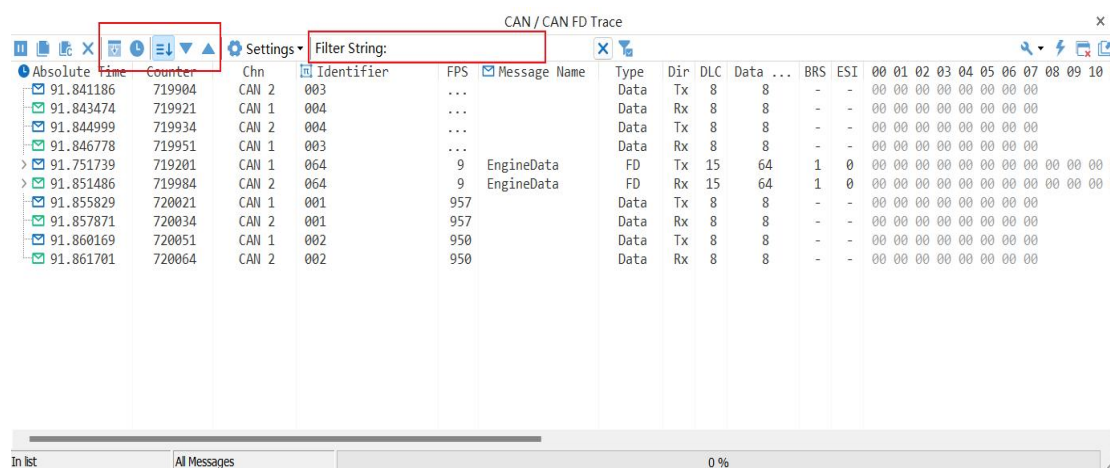 CAN / CAN FD Trace
Settings Filter String:
Absolute Time Counter Chn Identifier FPS Message Name Type Dir DLC Data ... BRS ESI 00 01 02 03 04 05 06 07 08 09 10
91.841186 719904 CAN 2 003 ... Data Tx 8 8 - - 00 00 00 00 00 00 00 00
91.843474 719921 CAN 1 004 ... Data Rx 8 8 - - 00 00 00 00 00 00 00 00
91.844999 719934 CAN 2 004 ... Data Tx 8 8 - - 00 00 00 00 00 00 00 00
91.846778 719951 CAN 1 003 ... Data Rx 8 8 - - 00 00 00 00 00 00 00 00
91.751739 719201 CAN 1 064 9 EngineData FD Tx 15 64 1 0 00 00 00 00 00 00 00 00 00 00 00
91.851486 719984 CAN 2 064 9 EngineData FD Rx 15 64 1 0 00 00 00 00 00 00 00 00 00 00 00
91.855829 720021 CAN 1 001 957 Data Tx 8 8 - - 00 00 00 00 00 00 00 00
91.857871 720034 CAN 2 001 957 Data Rx 8 8 - - 00 00 00 00 00 00 00 00
91.860169 720051 CAN 1 002 950 Data Tx 8 8 - - 00 00 00 00 00 00 00 00
91.861701 720064 CAN 2 002 950 Data Rx 8 8 - - 00 00 00 00 00 00 00 00
In list All Messages 0 %